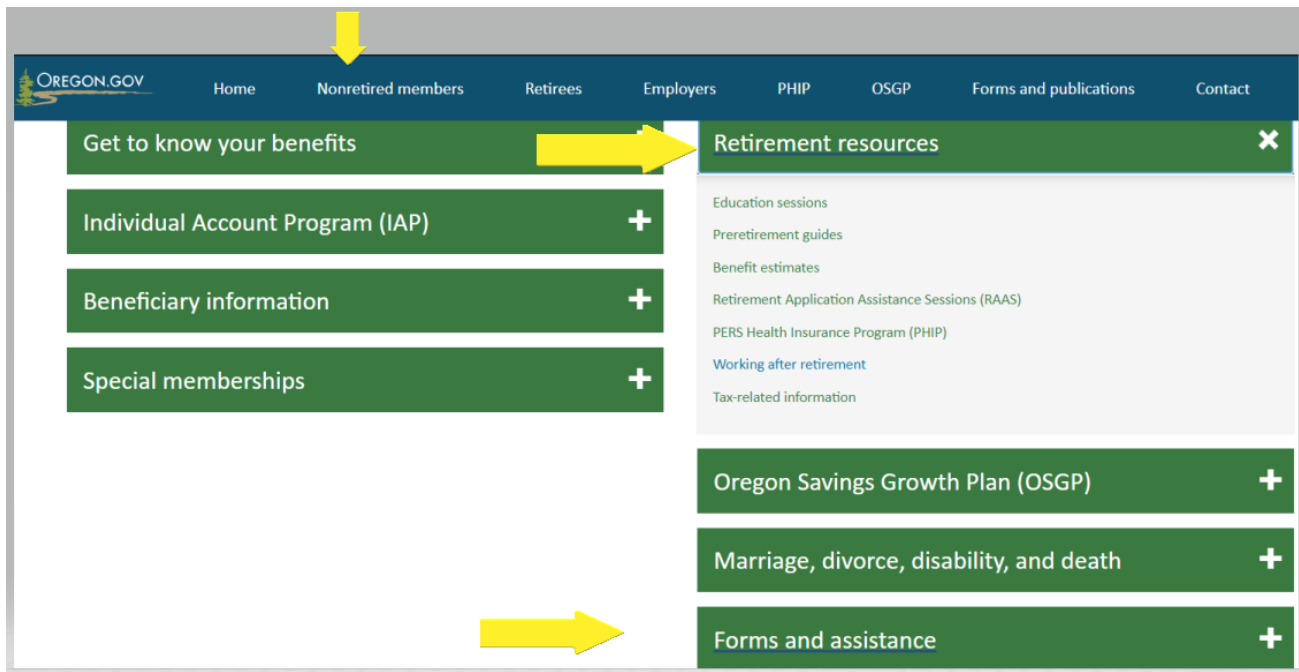 OREGON.GOV
Home
Nonretired members
Retirees
Employers
PHIP
OSGP
Forms and publications
Contact
Get to know your benefits
Individual Account Program (IAP)
Beneficiary information
Special memberships
Retirement resources
Education sessions
Preretirement guides
Benefit estimates
Retirement Application Assistance Sessions (RAAS)
PERS Health Insurance Program (PHIP)
Working after retirement
Tax-related information
Oregon Savings Growth Plan (OSGP)
Marriage, divorce, disability, and death
Forms and assistance